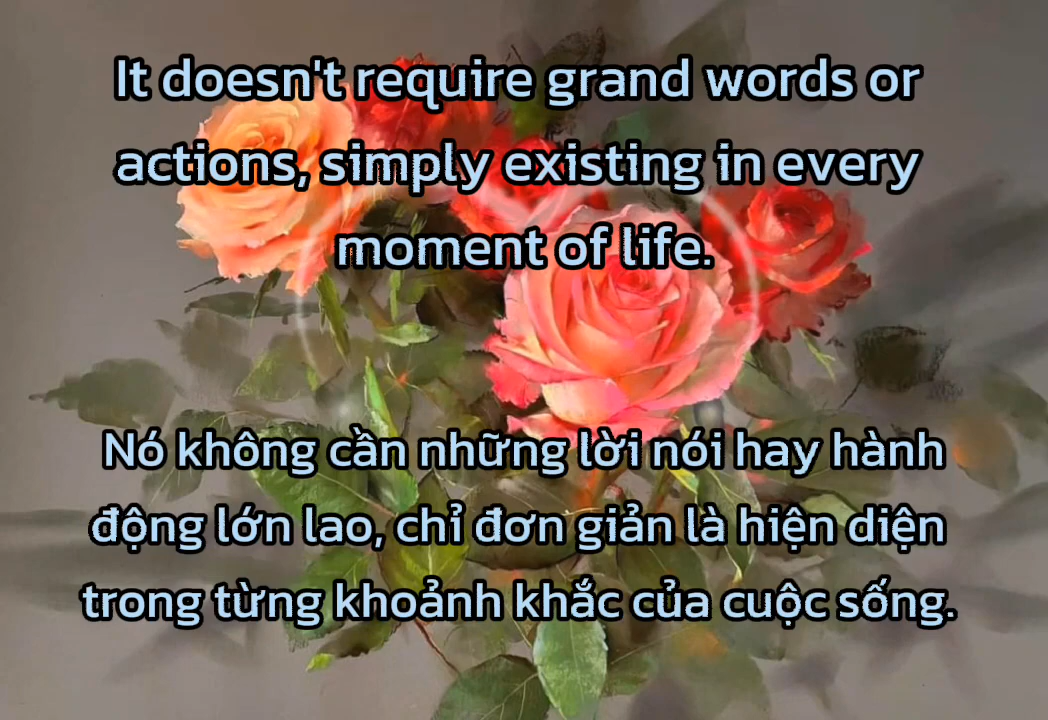 It doesn't require grand words or
actions, simply existing in every
moment of life.
Nó không cần những lời nói hay hành
động lớn lao, chỉ đơn giản là hiện diện
trong từng khoảnh khắc của cuộc sống.